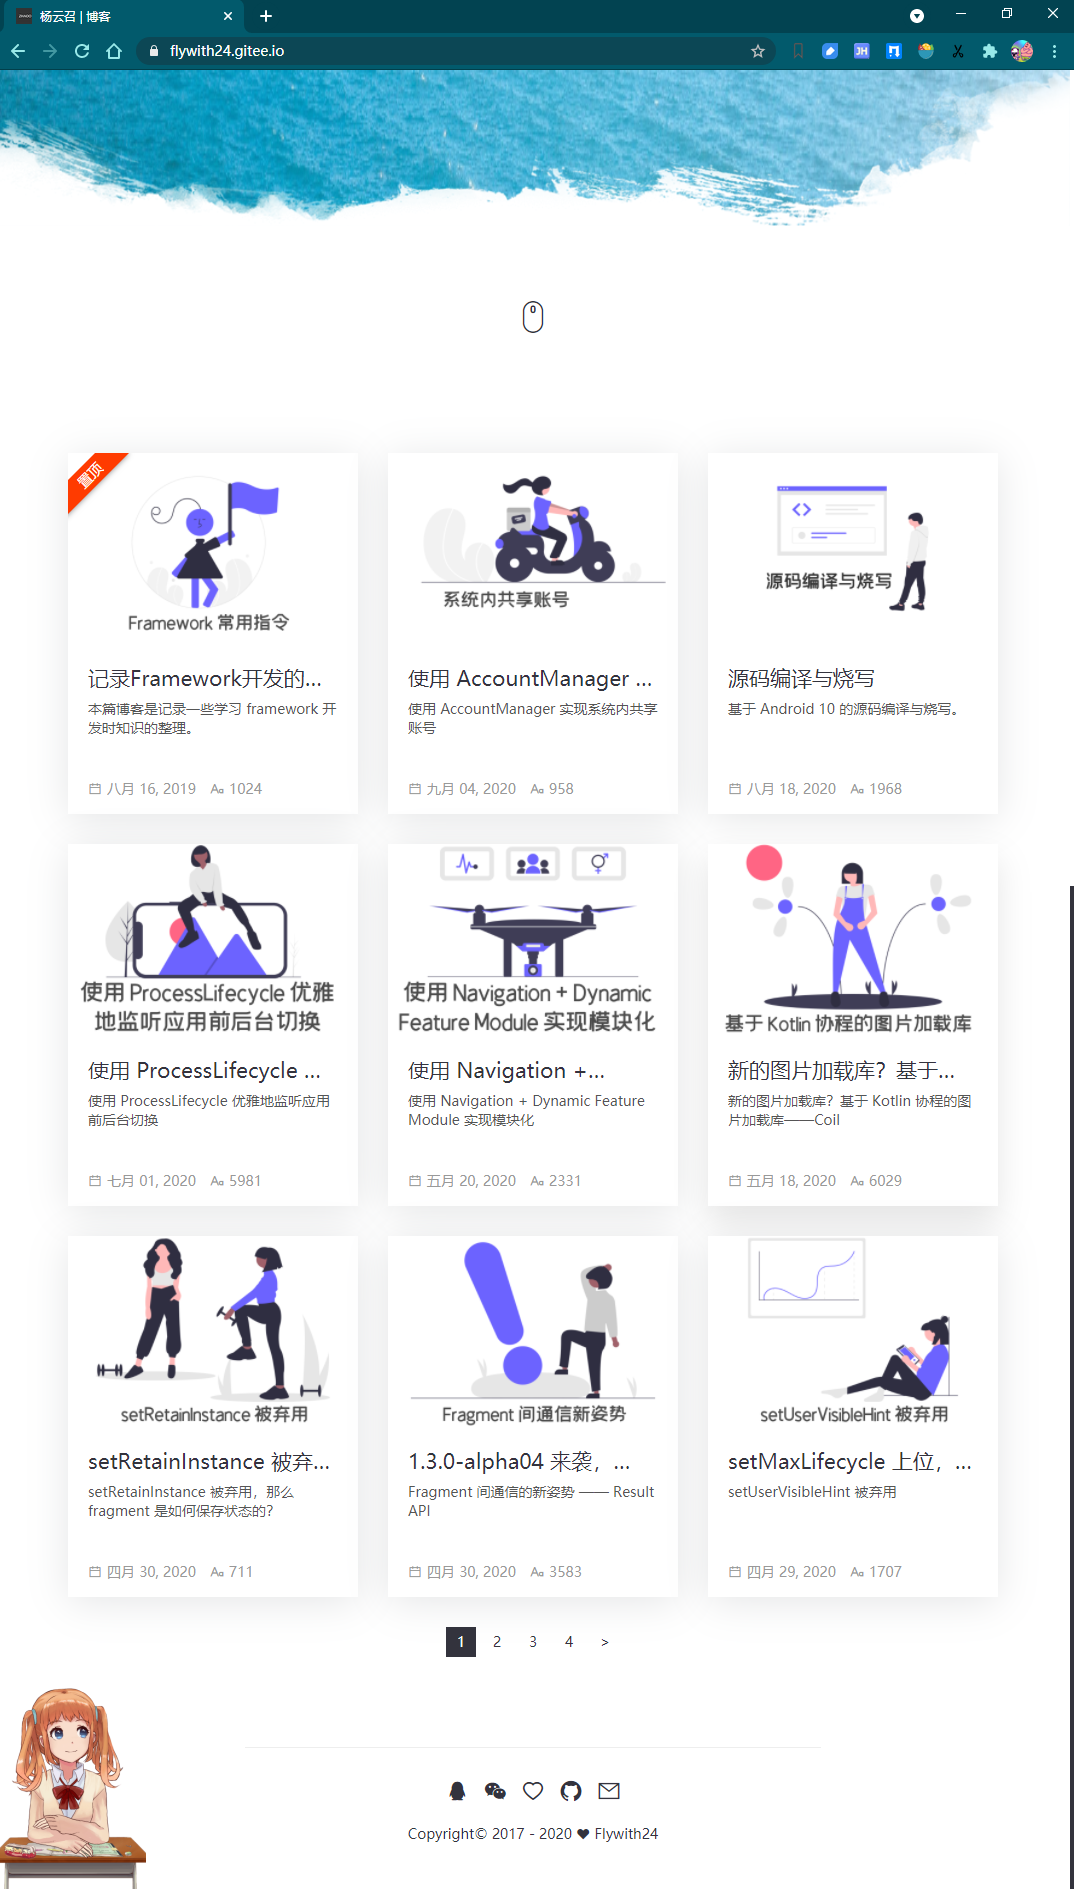 杨云召 | 博客
flywith24.gitee.io
置顶
Framework 常用指令
记录Framework开发的...
本篇博客是记录一些学习 framework 开
发时知识的整理。
八月 16, 2019 Aa 1024
系统内共享账号
使用 AccountManager ...
使用 AccountManager 实现系统内共享
账号
九月 04, 2020 Aa 958
源码编译与烧写
源码编译与烧写
基于 Android 10 的源码编译与烧写。
八月 18, 2020 Aa 1968
使用 ProcessLifecycle 优雅
地监听应用前后台切换
使用 ProcessLifecycle ...
使用 ProcessLifecycle 优雅地监听应用
前后台切换
七月 01, 2020 Aa 5981
使用 Navigation + Dynamic
Feature Module 实现模块化
使用 Navigation +...
使用 Navigation + Dynamic Feature
Module 实现模块化
五月 20, 2020 Aa 2331
基于 Kotlin 协程的图片加载库
新的图片加载库？基于...
新的图片加载库？基于 Kotlin 协程的图
片加载库——Coil
五月 18, 2020 Aa 6029
setRetainInstance 被弃用
setRetainInstance 被弃...
setRetainInstance 被弃用，那么
fragment 是如何保存状态的？
四月 30, 2020 Aa 711
Fragment 间通信新姿势
1.3.0-alpha04 来袭，...
Fragment 间通信的新姿势 —— Result
API
四月 30, 2020 Aa 3583
setUserVisibleHint 被弃用
setMaxLifecycle 上位，...
setUserVisibleHint 被弃用
四月 29, 2020 Aa 1707
1 2 3 4 >
Copyright© 2017 - 2020 ❤ Flywith24